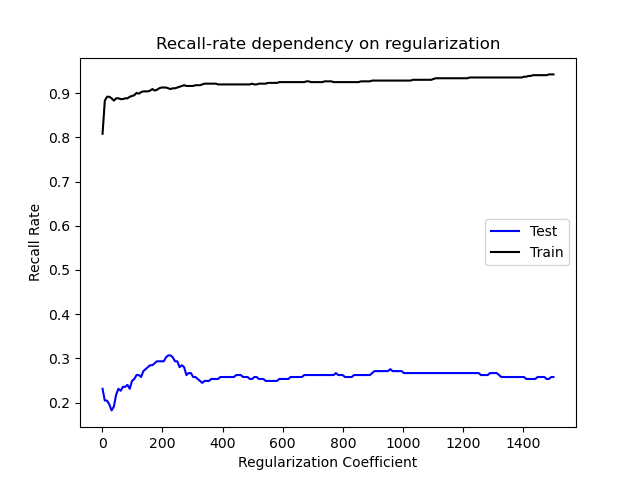 Recall-rate dependency on regularization
Recall Rate
0.9
0.8
0.7
0.6
0.5
0.4
0.3
0.2
Test
Train
0 200 400 600 800 1000 1200 1400
Regularization Coefficient